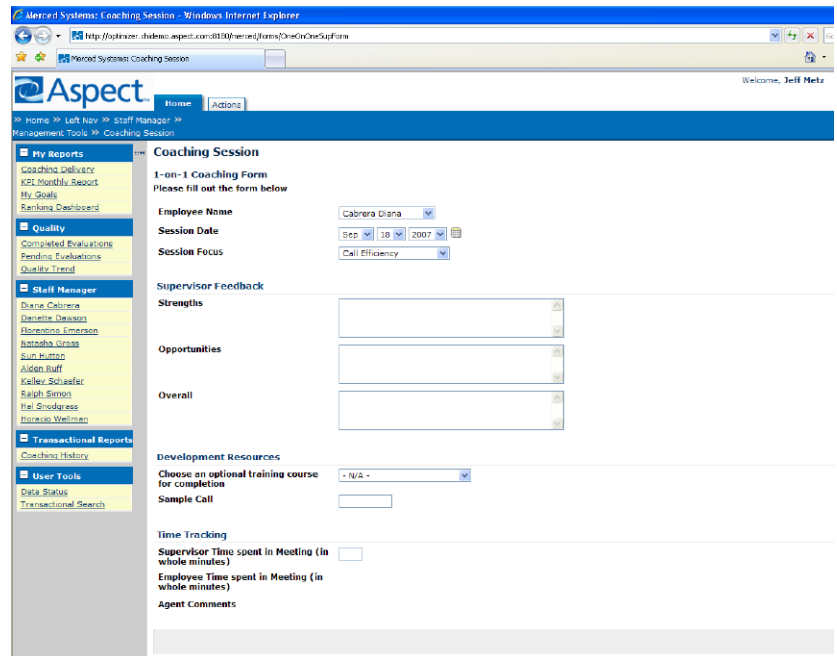 Merced Systems: Coaching Session - Windows Internet Explorer
http://optimizer.rhidemo.aspect.com:8180/merced/forms/OneOnOneSupForm
Merced Systems: Coaching Session
Welcome, Jeff Metz
Aspect
Home
Actions
» Home » Left Nav » Staff Manager »
Management Tools » Coaching Session
My Reports
Coaching Delivery
KPI Monthly Report
My Goals
Ranking Dashboard
Quality
Completed Evaluations
Pending Evaluations
Quality Trend
Staff Manager
Diana Cabrera
Danette Dawson
Florentino Emerson
Natasha Gross
Sun Hutton
Alden Ruff
Kelley Schaefer
Ralph Simon
Hal Snodgrass
Horacio Wellman
Transactional Reports
Coaching History
User Tools
Data Status
Transactional Search
Coaching Session
1-on-1 Coaching Form
Please fill out the form below
Employee Name
Cabrera Diana
Session Date
Sep 18 2007
Session Focus
Call Efficiency
Supervisor Feedback
Strengths
Opportunities
Overall
Development Resources
Choose an optional training course
for completion
- N/A -
Sample Call
Time Tracking
Supervisor Time spent in Meeting (in
whole minutes)
Employee Time spent in Meeting (in
whole minutes)
Agent Comments